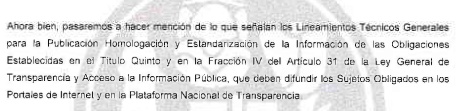 Ahora bien, pasaremos a hacer mención de lo que señalan los Lineamientos Técnicos Generales
para la Publicación Homologación y Estandarización de la Información de las Obligaciones
Establecidas en el Título Quinto y en la Fracción IV del Artículo 31 de la Ley General de
Transparencia y Acceso a la Información Pública, que deben difundir los Sujetos Obligados en los
Portales de Internet y en la Plataforma Nacional de Transparencia.